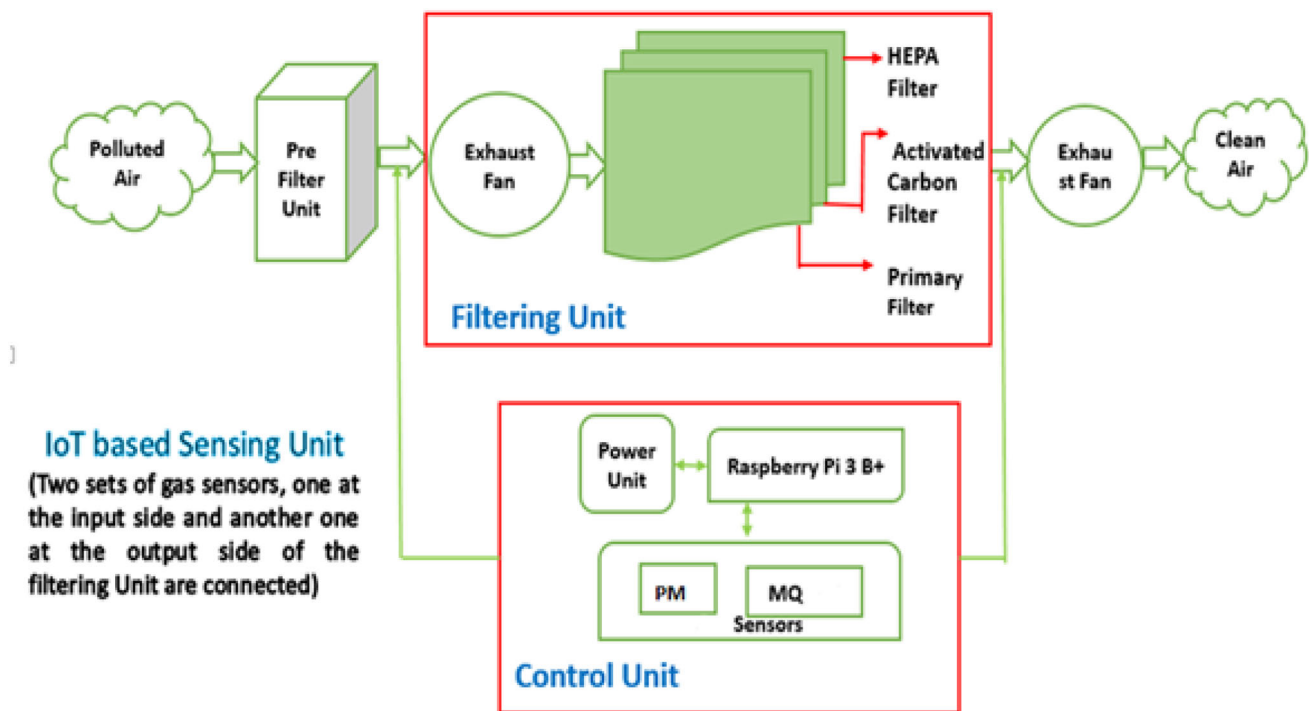 Polluted
Air
Pre
Filter
Unit
Exhaust
Fan
HEPA
Filter
Activated
Carbon
Filter
Primary
Filter
Filtering Unit
Exhau
st Fan
Clean
Air
IoT based Sensing Unit
(Two sets of gas sensors, one at
the input side and another one
at the output side of the
filtering Unit are connected)
Power
Unit
Raspberry Pi 3 B+
PM
MQ
Sensors
Control Unit